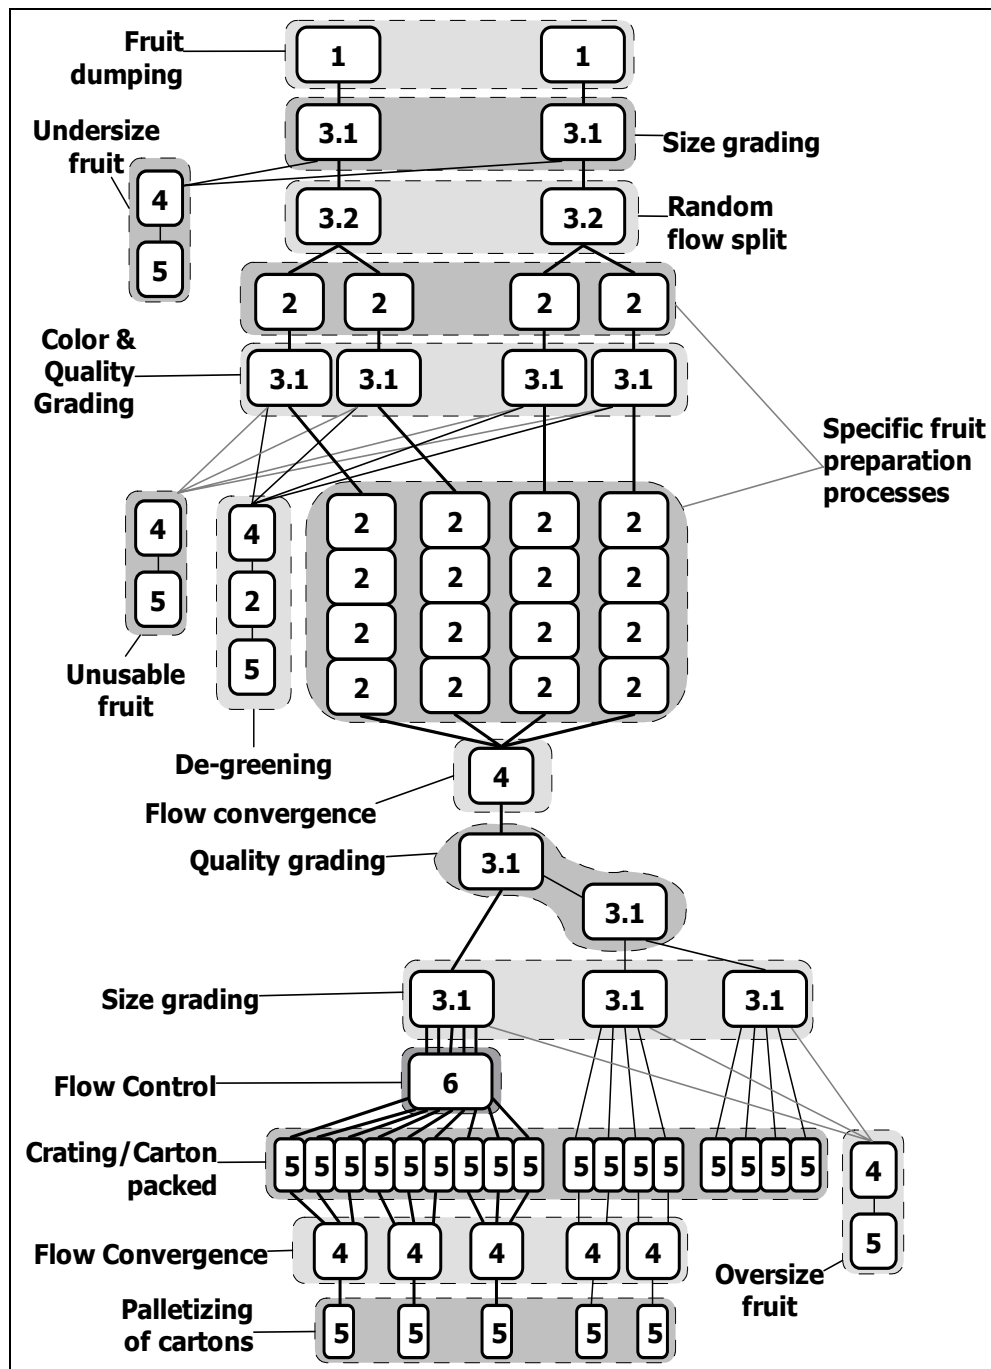 Fruit
dumping
1 1
Undersize
fruit
3.1 3.1
Size grading
4
5
3.2 3.2
Random
flow split
2 2 2 2
Color &
Quality
Grading
3.1 3.1 3.1 3.1
Specific fruit
preparation
processes
4
5
Unusable
fruit
4
2
5
De-greening
2 2 2 2
2 2 2 2
2 2 2 2
2 2 2 2
4
Flow convergence
Quality grading
3.1
3.1
Size grading
3.1 3.1 3.1
Flow Control
6
Crating/Carton
packed
5 5 5 5 5 5 5 5 5 5 5 5 5 5 5 5 5
4
5
Oversize
fruit
Flow Convergence
4 4 4 4 4
Palletizing
of cartons
5 5 5 5 5